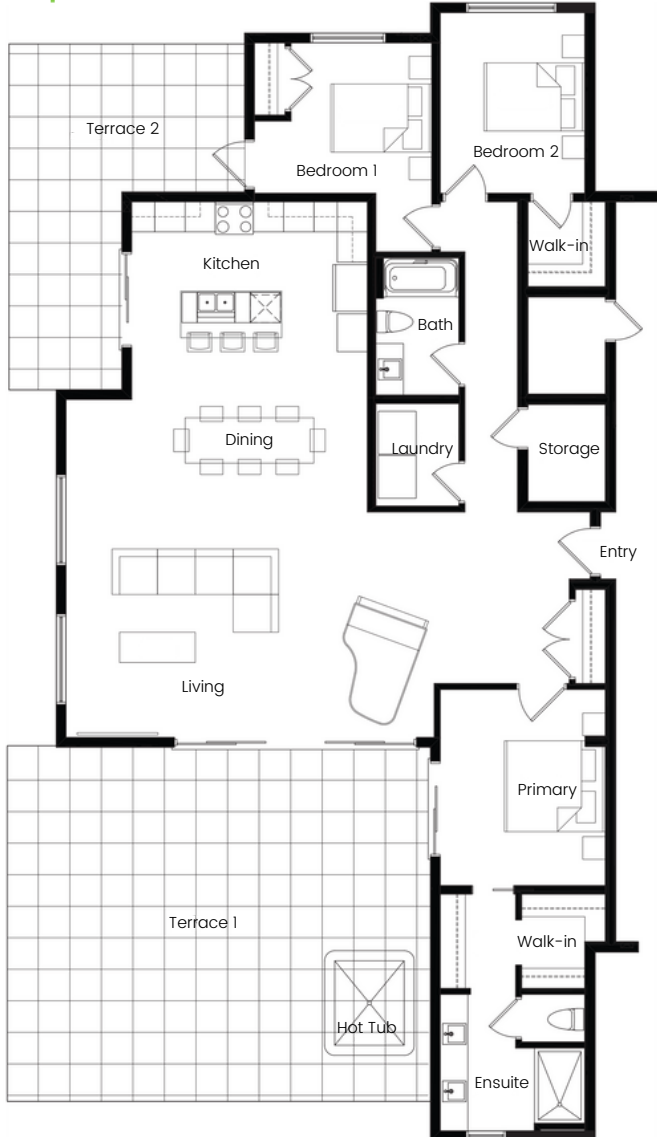 Terrace 2
Bedroom 1
Bedroom 2
Walk-in
Kitchen
Bath
Dining
Laundry
Storage
Entry
Living
Primary
Terrace 1
Walk-in
Hot Tub
Ensuite